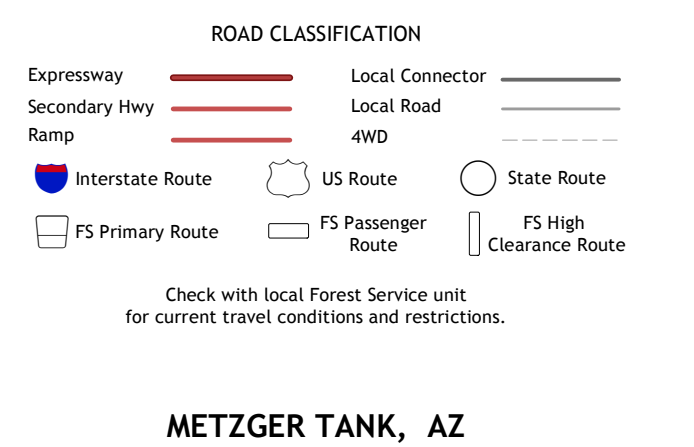 ROAD CLASSIFICATION
Expressway
Local Connector
Secondary Hwy
Local Road
Ramp
4WD
Interstate Route
US Route
State Route
FS Primary Route
FS Passenger
Route
FS High
Clearance Route
Check with local Forest Service unit
for current travel conditions and restrictions.
METZGER TANK, AZ